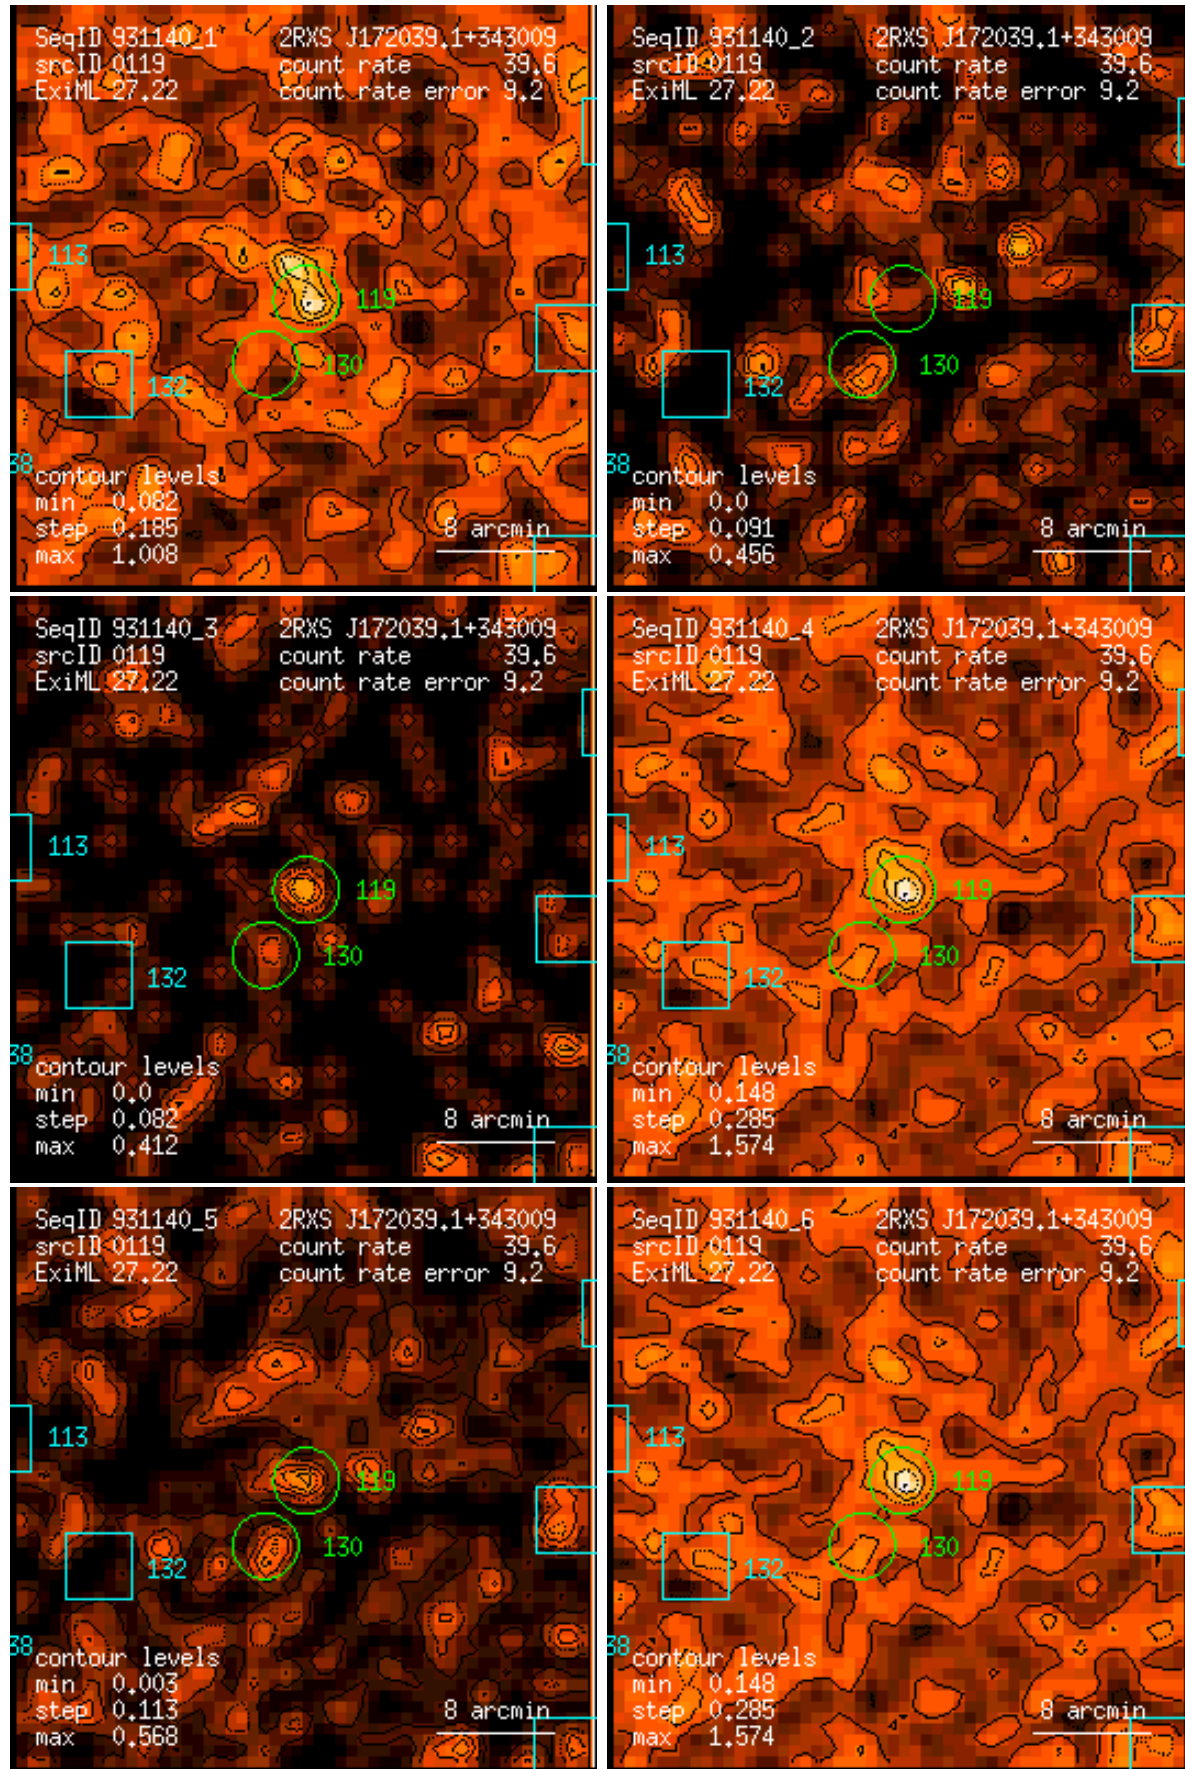 SeqID 931140_1 2RXS J172039.1+343009
srcID 0119 count rate 39.6
ExiML 27.22 count rate error 9.2
113
119
130
132
38
contour levels
min 0.082
step 0.185 8 arcmin
max 1.008
SeqID 931140_2 2RXS J172039.1+343009
srcID 0119 count rate 39.6
ExiML 27.22 count rate error 9.2
113
119
130
132
38
contour levels
min 0.0
step 0.091 8 arcmin
max 0.456
SeqID 931140_3 2RXS J172039.1+343009
srcID 0119 count rate 39.6
ExiML 27.22 count rate error 9.2
113
119
130
132
38
contour levels
min 0.0
step 0.082 8 arcmin
max 0.412
SeqID 931140_4 2RXS J172039.1+343009
srcID 0119 count rate 39.6
ExiML 27.22 count rate error 9.2
113
119
130
132
38
contour levels
min 0.148
step 0.285 8 arcmin
max 1.574
SeqID 931140_5 2RXS J172039.1+343009
srcID 0119 count rate 39.6
ExiML 27.22 count rate error 9.2
113
119
130
132
38
contour levels
min 0.003
step 0.113 8 arcmin
max 0.568
SeqID 931140_6 2RXS J172039.1+343009
srcID 0119 count rate 39.6
ExiML 27.22 count rate error 9.2
113
119
130
132
38
contour levels
min 0.148
step 0.285 8 arcmin
max 1.574